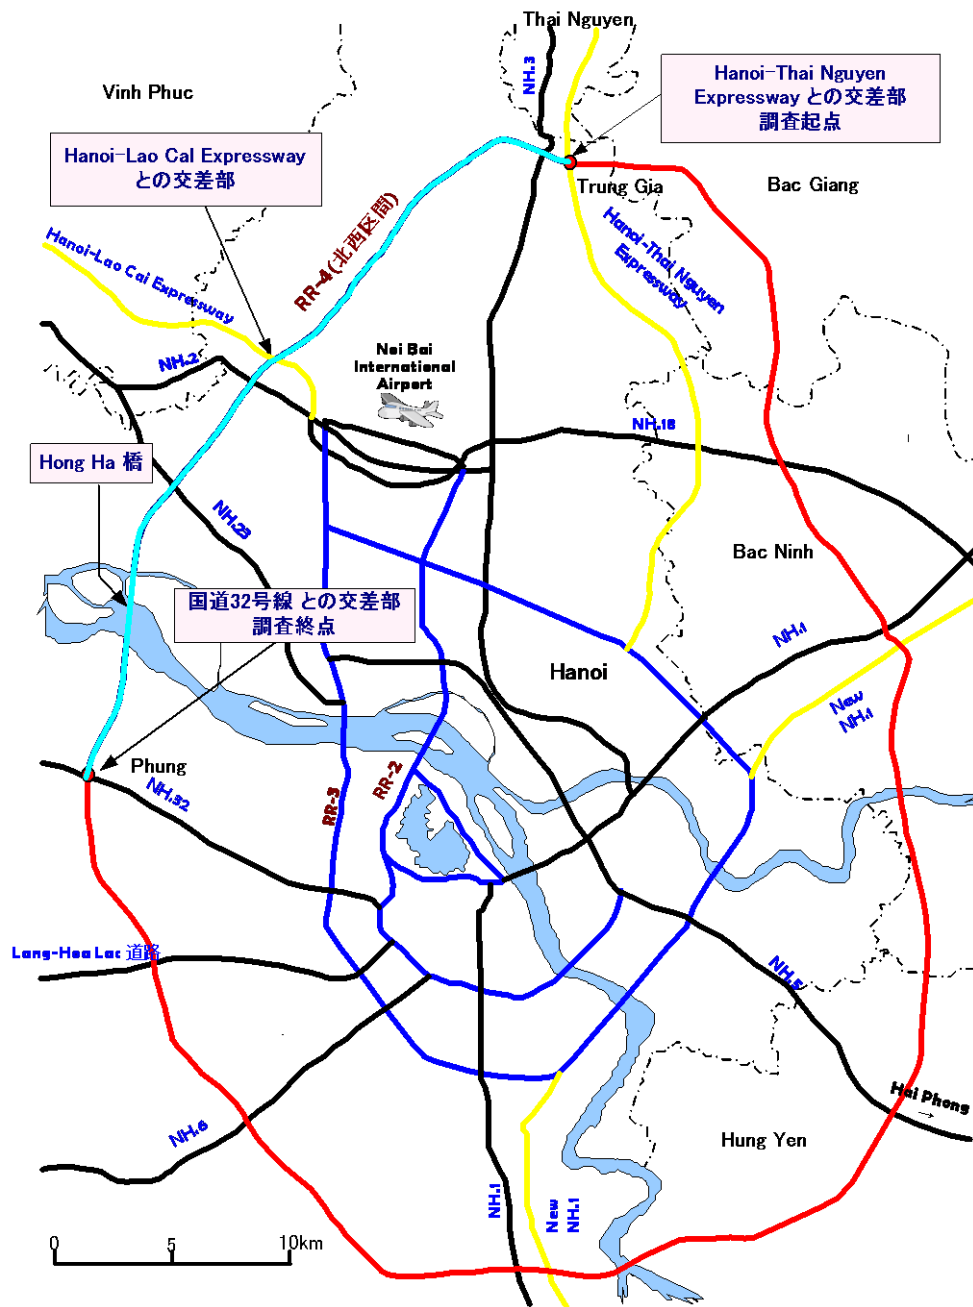 Thai Nguyen
NH.3
Hanoi-Thai Nguyen
Expressway との交差部
調査起点
Vinh Phuc
Hanoi-Lao Cal Expressway
との交差部
Trung Gia
Bac Giang
RR-4(北西区間)
Hanoi-Thai Nguyen
Expressway
Hanoi-Lao Cai Expressway
NH.2
Noi Bai
International
Airport
NH.18
Hong Ha 橋
NH.23
Bac Ninh
国道32号線 との交差部
調査終点
NH.1
Hanoi
New
NH.1
Phung
NH.32
RR-3
RR-2
Lang-Hoa Lac 道路
NH.5
Hai Phong
→
NH.6
Hung Yen
NH.1
New
NH.1
0 5 10km